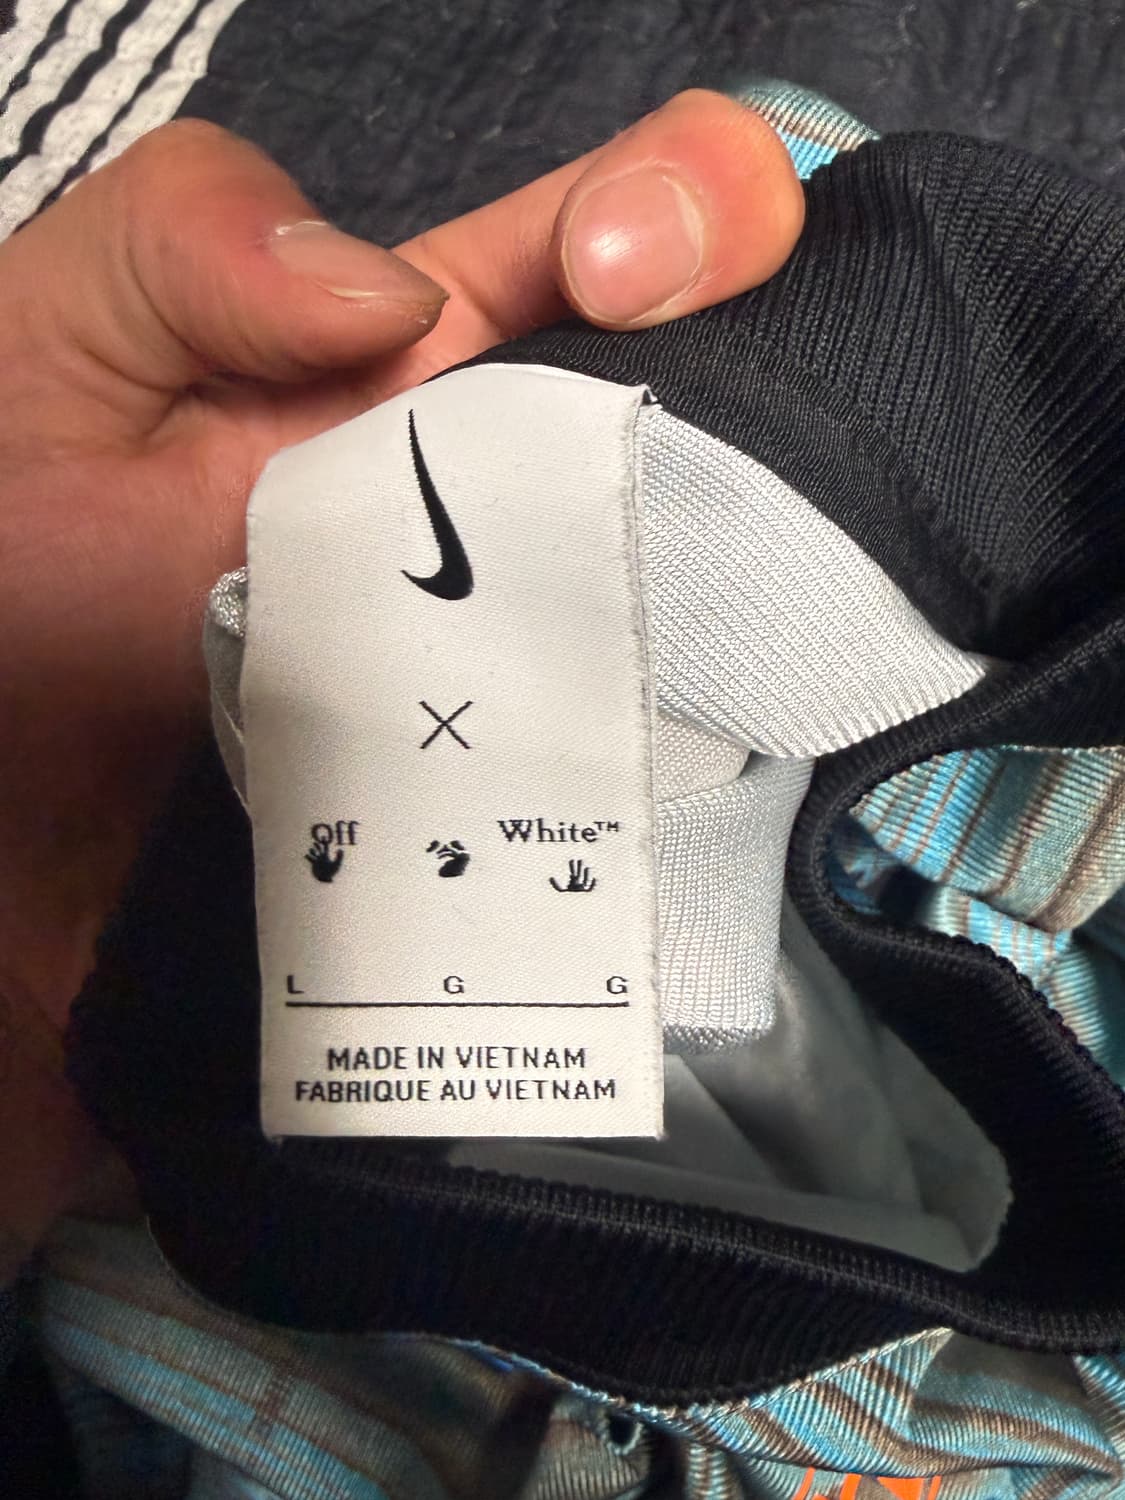 X
Off White™
L G G
MADE IN VIETNAM
FABRIQUE AU VIETNAM